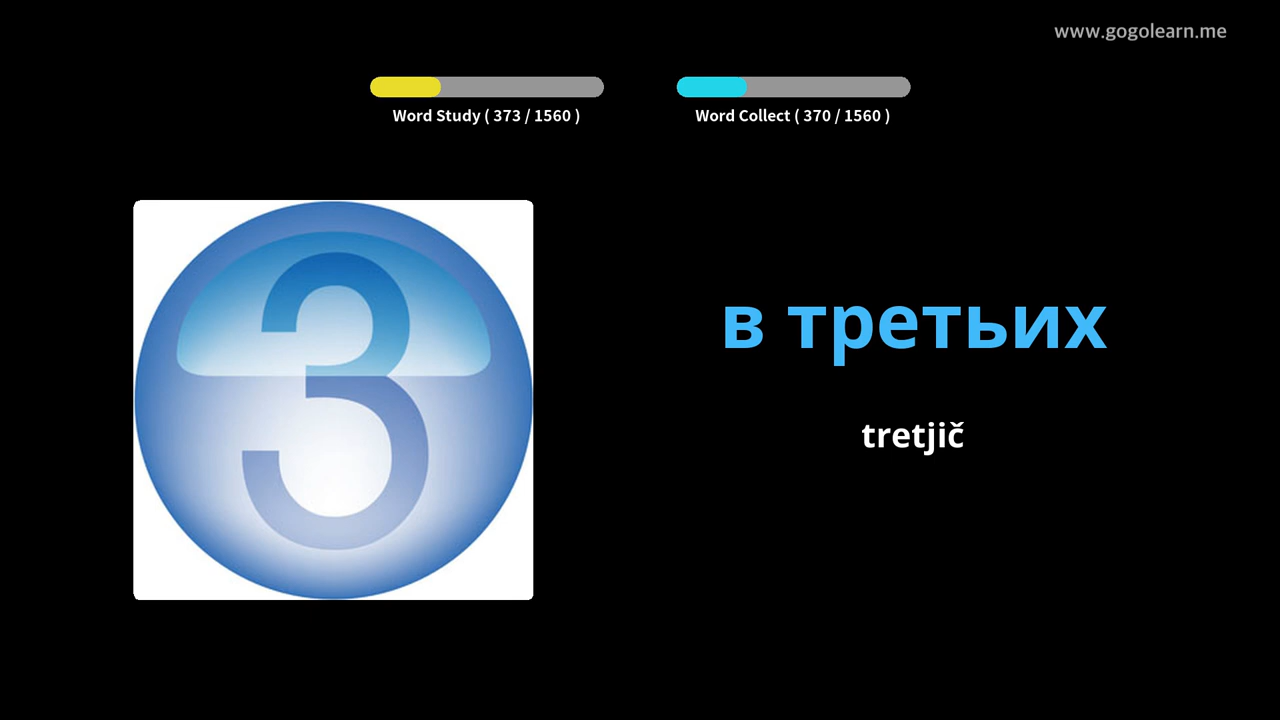 www.gogolearn.me
Word Study ( 373 / 1560 )
Word Collect ( 370 / 1560 )
3
в третьих
tretjič